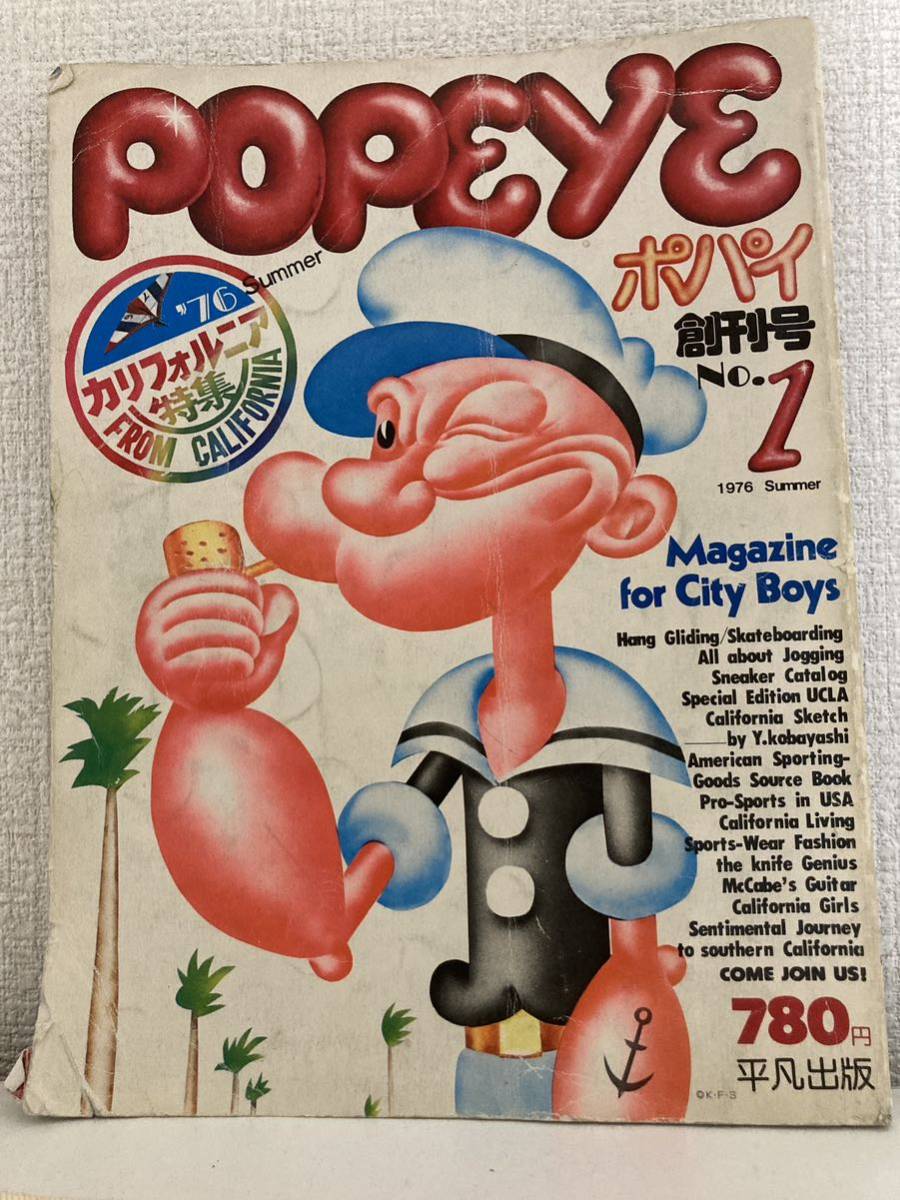 POPEYE
ポパイ
創刊号
No.1
1976 Summer
'76 Summer
カリフォルニア
特集
FROM CALIFORNIA
Magazine
for City Boys
Hang Gliding/Skateboarding
All about Jogging
Sneaker Catalog
Special Edition UCLA
California Sketch
by Y.kobayashi
American Sporting-
Goods Source Book
Pro-Sports in USA
California Living
Sports-Wear Fashion
the knife Genius
McCabe's Guitar
California Girls
Sentimental Journey
to southern California
COME JOIN US!
780円
平凡出版
©K・F・S